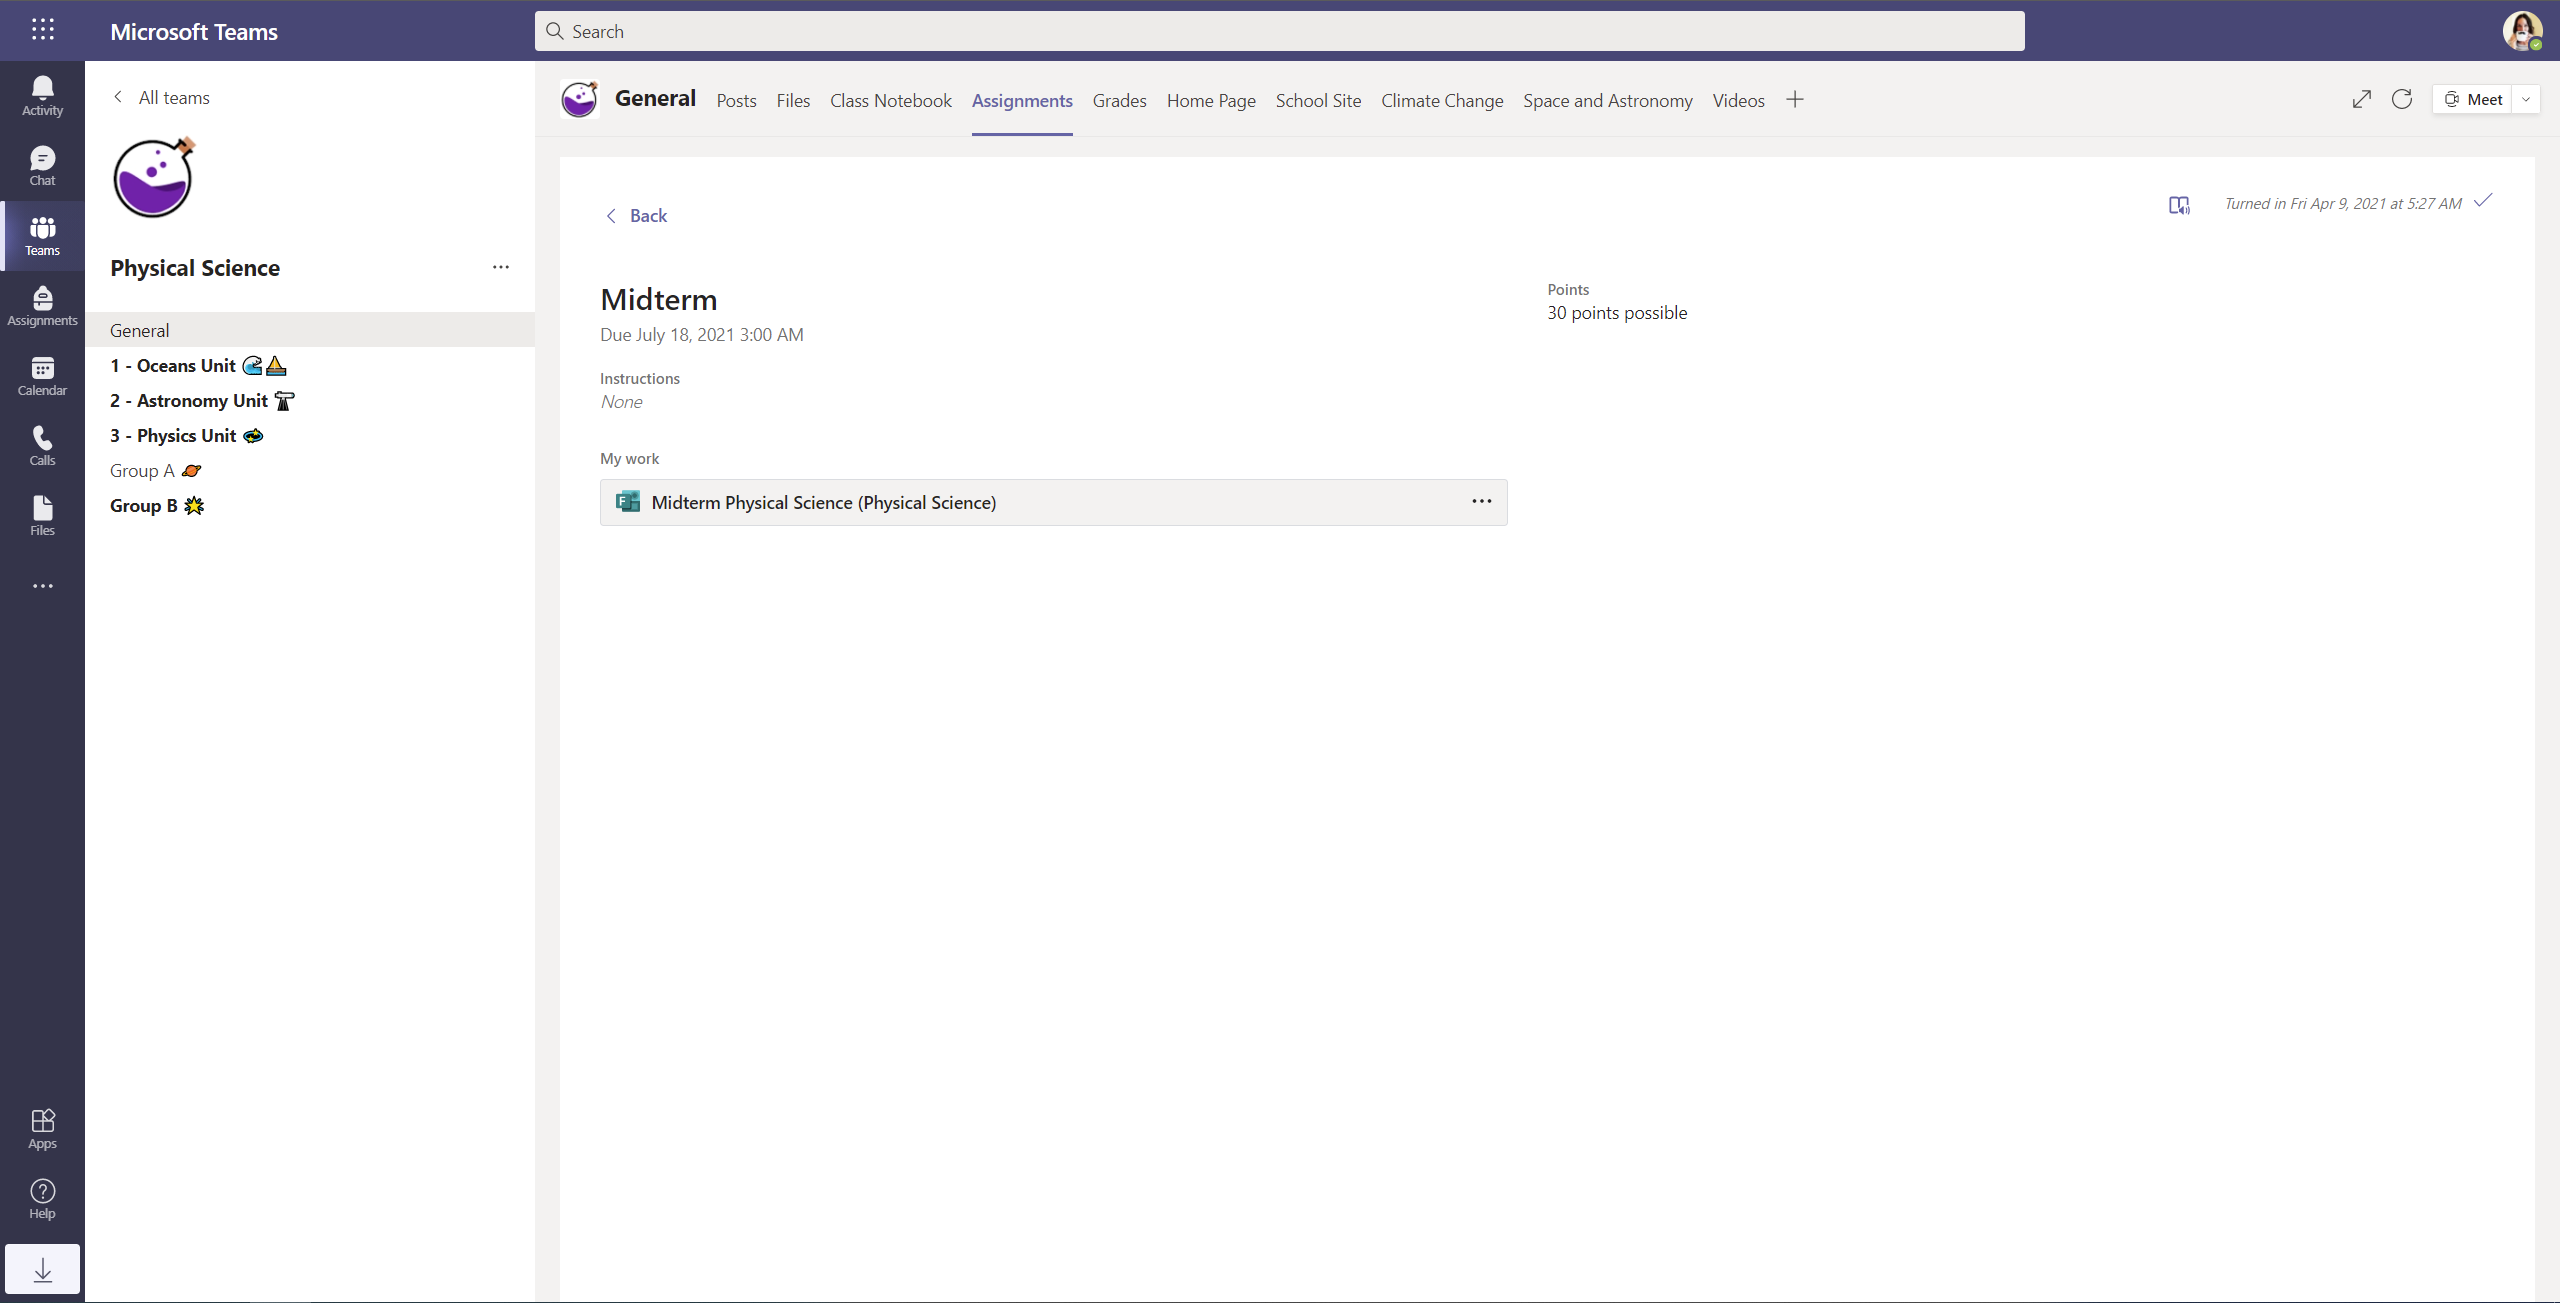 Microsoft Teams
Search
Activity
Chat
Teams
Assignments
Calendar
Calls
Files
Apps
Help
All teams
Physical Science
General
1 - Oceans Unit 🌊⛵
2 - Astronomy Unit 🔭
3 - Physics Unit 💫
Group A 🪐
Group B 🌟
General Posts Files Class Notebook Assignments Grades Home Page School Site Climate Change Space and Astronomy Videos
Meet
Back
Turned in Fri Apr 9, 2021 at 5:27 AM
Midterm
Due July 18, 2021 3:00 AM
Instructions
None
My work
Midterm Physical Science (Physical Science)
Points
30 points possible